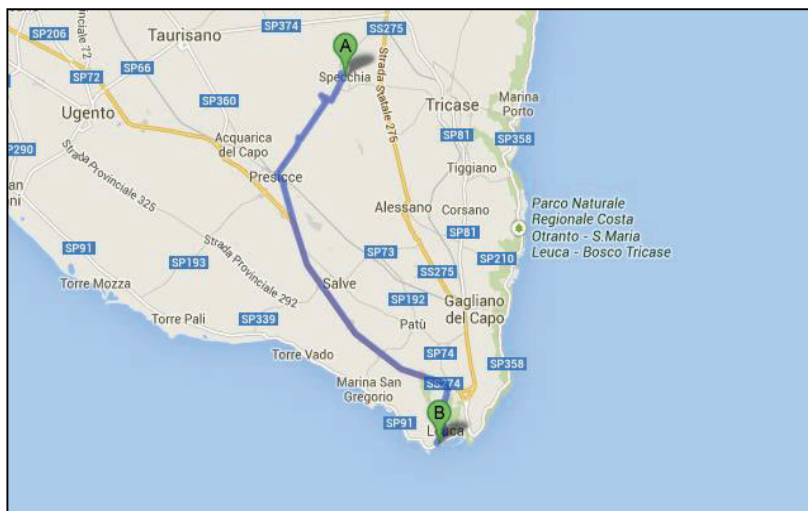 SP206
SP374
SS275
Taurisano
A
SP72
Strada
Provinciale 72
SP66
Specchia
Ugento
SP360
Strada Statale 275
Tricase
Marina
Porto
Acquarica
del Capo
SP81
SP358
SP290
Tiggiano
Presicce
Strada Provinciale 325
Alessano
Corsano
Parco Naturale
Regionale Costa
Otranto - S.Maria
Leuca - Bosco Tricase
SP81
SP91
SP193
Strada Provinciale 292
SP73
SS275
SP210
Torre Mozza
Salve
SP192
Gagliano
del Capo
Torre Pali
SP339
Patù
Torre Vado
SP74
SP358
Marina San
Gregorio
SS274
SP91
B
Leuca